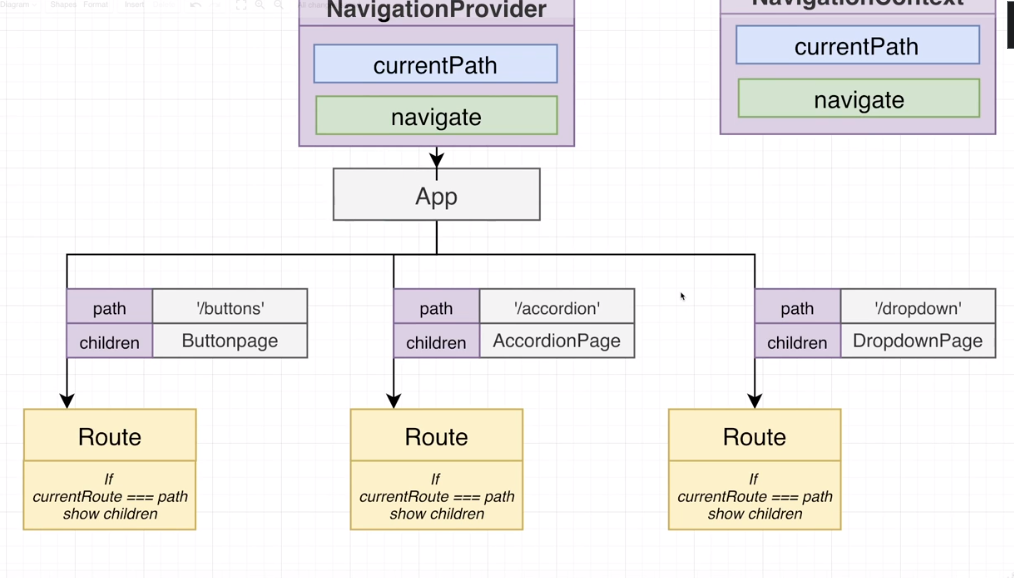 Diagram Shapes Format Insert
NavigationProvider
NavigationContext
currentPath
currentPath
navigate
navigate
App
path '/buttons'
children Buttonpage
path '/accordion'
children AccordionPage
path '/dropdown'
children DropdownPage
Route
If
currentRoute === path
show children
Route
If
currentRoute === path
show children
Route
If
currentRoute === path
show children